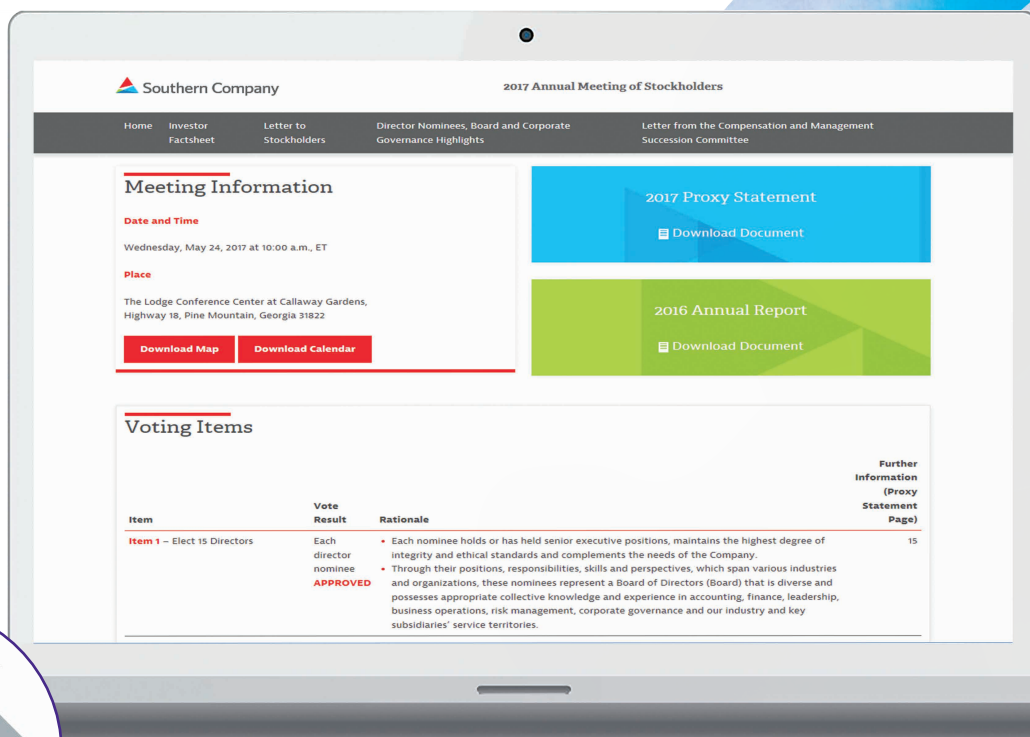 Southern Company
2017 Annual Meeting of Stockholders
Home
Investor
Factsheet
Letter to
Stockholders
Director Nominees, Board and Corporate
Governance Highlights
Letter from the Compensation and Management
Succession Committee
Meeting Information
Date and Time
Wednesday, May 24, 2017 at 10:00 a.m., ET
Place
The Lodge Conference Center at Callaway Gardens,
Highway 18, Pine Mountain, Georgia 31822
Download Map
Download Calendar
2017 Proxy Statement
Download Document
2016 Annual Report
Download Document
Voting Items
Item
Vote
Result
Rationale
Further
Information
(Proxy
Statement
Page)
Item 1 – Elect 15 Directors
Each
director
nominee
APPROVED
• Each nominee holds or has held senior executive positions, maintains the highest degree of
integrity and ethical standards and complements the needs of the Company.
• Through their positions, responsibilities, skills and perspectives, which span various industries
and organizations, these nominees represent a Board of Directors (Board) that is diverse and
possesses appropriate collective knowledge and experience in accounting, finance, leadership,
business operations, risk management, corporate governance and our industry and key
subsidiaries' service territories.
15